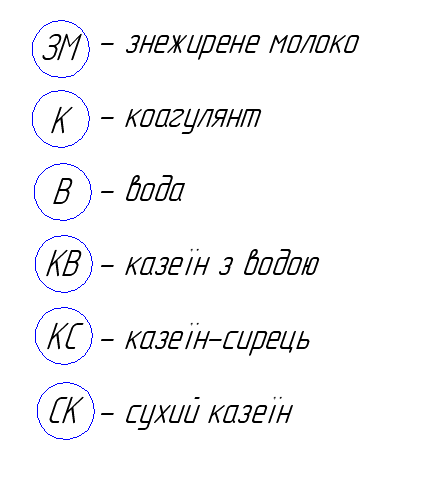 ЗМ – знежирене молоко
К – коагулянт
В – вода
КВ – казеїн з водою
КС – казеїн-сирець
СК – сухий казеїн